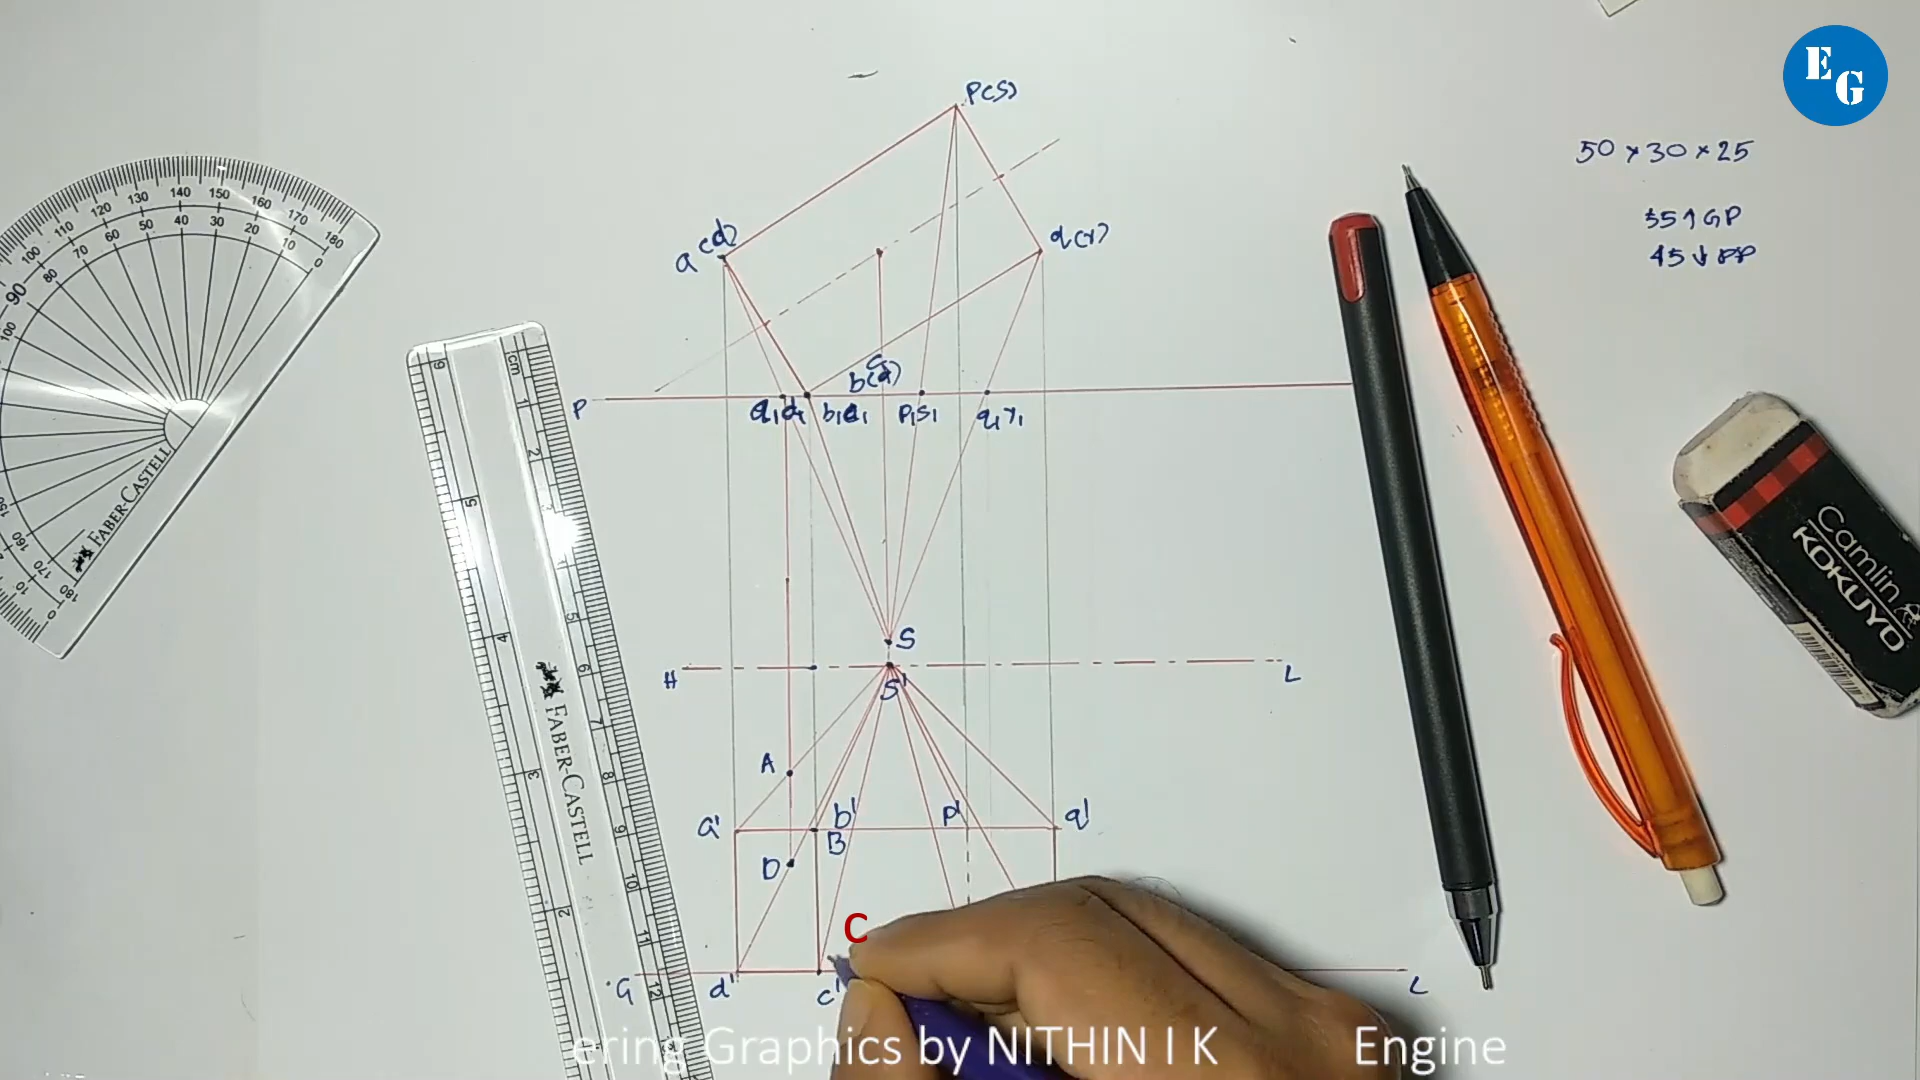 E G
P(S)
50 × 30 × 25
35↑GP
45↓PP
a(d)
q(r)
b(c)
P
a₁d₁ b₁c₁ p₁s₁ q₁r₁
S
H L
S'
A
a' b' p' q'
B
D
C
G d' c' L
FABER-CASTELL
FABER-CASTELL
Camlin
KOKUYO
ering Graphics by NITHIN I K Engine